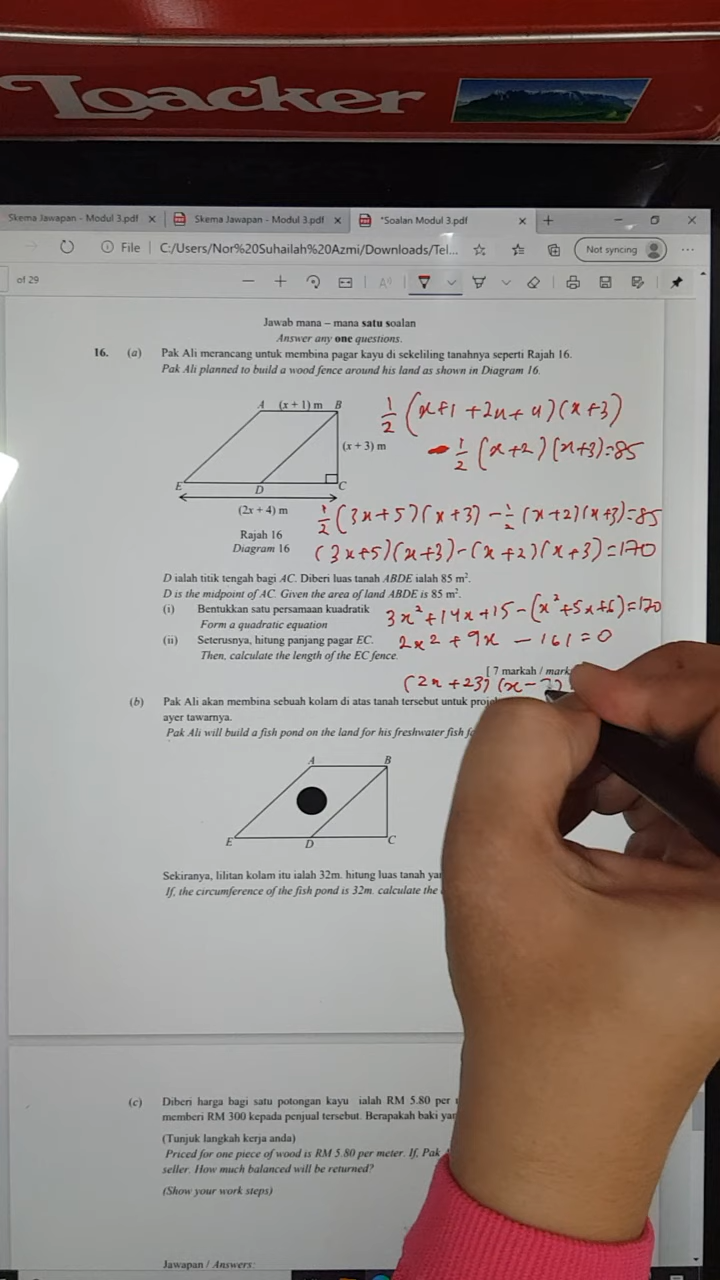 Loacker
Skema Jawapan - Modul 3.pdf
Skema Jawapan - Modul 3.pdf
*Soalan Modul 3.pdf
File | C:/Users/Nor%20Suhailah%20Azmi/Downloads/Tel...
Not syncing
of 29
Jawab mana – mana satu soalan
Answer any one questions.
16. (a) Pak Ali merancang untuk membina pagar kayu di sekeliling tanahnya seperti Rajah 16.
Pak Ali planned to build a wood fence around his land as shown in Diagram 16.
A (x + 1) m B
1/2 (x+1 + 2x + 4)(x+3)
(x + 3) m
- 1/2 (x+2)(x+3)=85
E D C
(2x + 4) m
1/2 (3x+5)(x+3) - 1/2 (x+2)(x+3)=85
Rajah 16
Diagram 16
(3x+5)(x+3)-(x+2)(x+3)=170
D ialah titik tengah bagi AC. Diberi luas tanah ABDE ialah 85 m².
D is the midpoint of AC. Given the area of land ABDE is 85 m².
(i) Bentukkan satu persamaan kuadratik
Form a quadratic equation
3x²+14x+15-(x²+5x+6)=170
(ii) Seterusnya, hitung panjang pagar EC.
Then, calculate the length of the EC fence.
2x² + 9x - 161 = 0
[ 7 markah / mark
(2x + 23)(x-7)
(b) Pak Ali akan membina sebuah kolam di atas tanah tersebut untuk
ayer tawarnya.
Pak Ali will build a fish pond on the land for his freshwater fish
A B
E D C
Sekiranya, lilitan kolam itu ialah 32m. hitung luas tanah
If, the circumference of the fish pond is 32m. calculate the
(c) Diberi harga bagi satu potongan kayu ialah RM 5.80 per
memberi RM 300 kepada penjual tersebut. Berapakah baki
(Tunjuk langkah kerja anda)
Priced for one piece of wood is RM 5.80 per meter. If, Pak
seller. How much balanced will be returned?
(Show your work steps)
Jawapan / Answers: